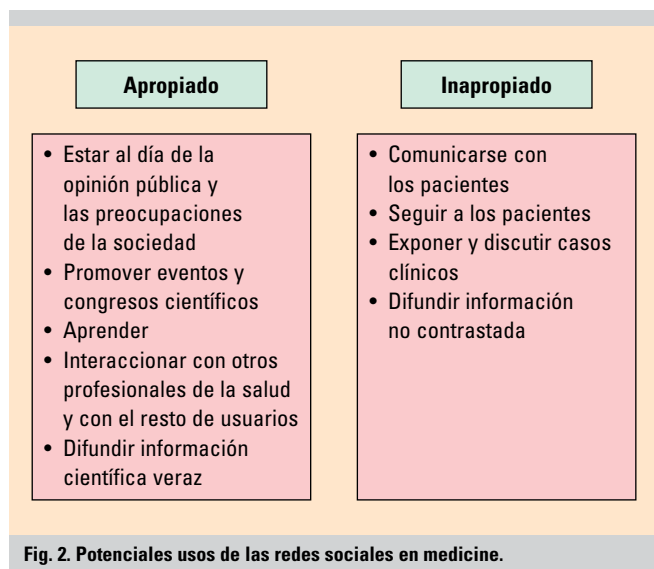 Apropiado
• Estar al día de la
opinión pública y
las preocupaciones
de la sociedad
• Promover eventos y
congresos científicos
• Aprender
• Interaccionar con otros
profesionales de la salud
y con el resto de usuarios
• Difundir información
científica veraz
Inapropiado
• Comunicarse con
los pacientes
• Seguir a los pacientes
• Exponer y discutir casos
clínicos
• Difundir información
no contrastada
Fig. 2. Potenciales usos de las redes sociales en medicine.